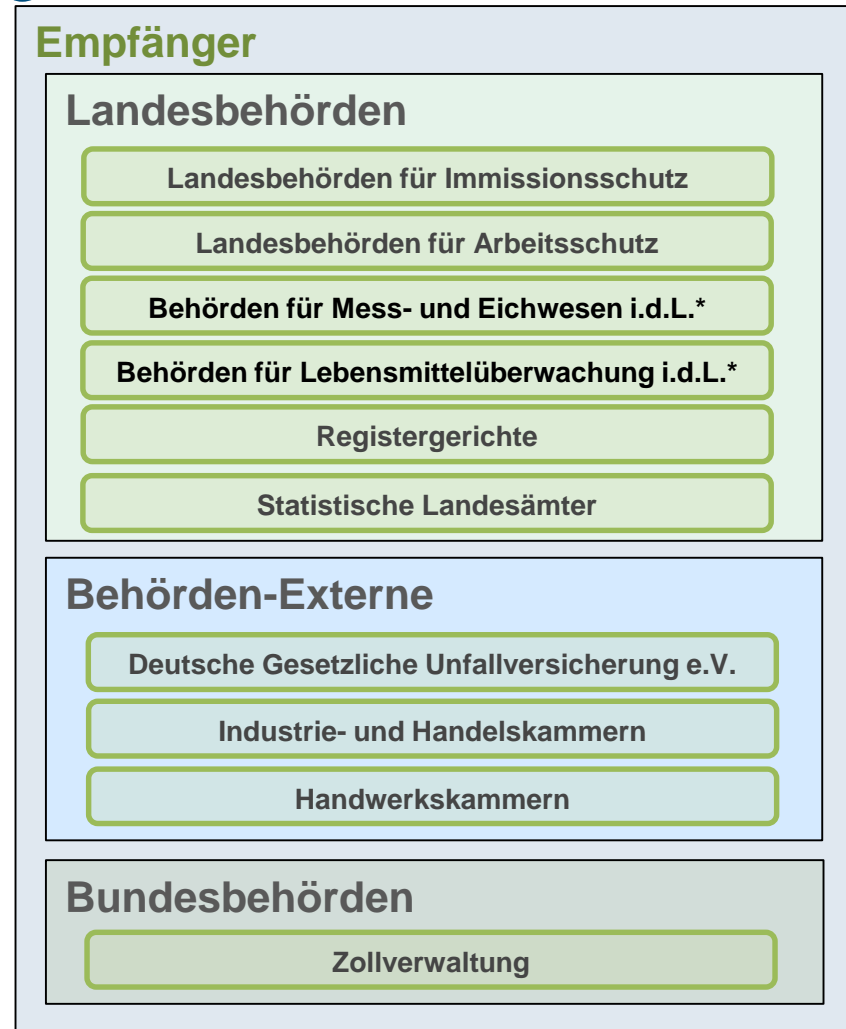 Empfänger
Landesbehörden
Landesbehörden für Immissionsschutz
Landesbehörden für Arbeitsschutz
Behörden für Mess- und Eichwesen i.d.L.*
Behörden für Lebensmittelüberwachung i.d.L.*
Registergerichte
Statistische Landesämter
Behörden-Externe
Deutsche Gesetzliche Unfallversicherung e.V.
Industrie- und Handelskammern
Handwerkskammern
Bundesbehörden
Zollverwaltung